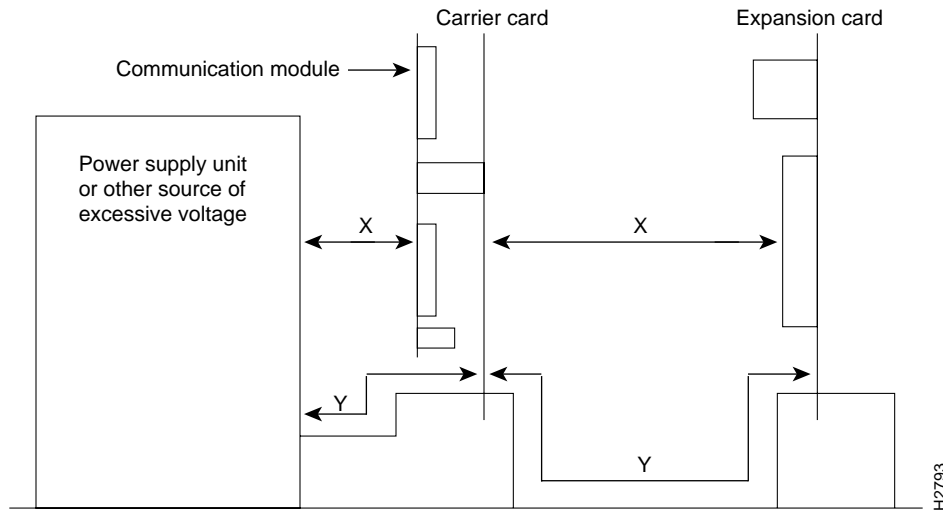 Carrier card
Expansion card
Communication module
Power supply unit
or other source of
excessive voltage
X
X
Y
Y
H2793